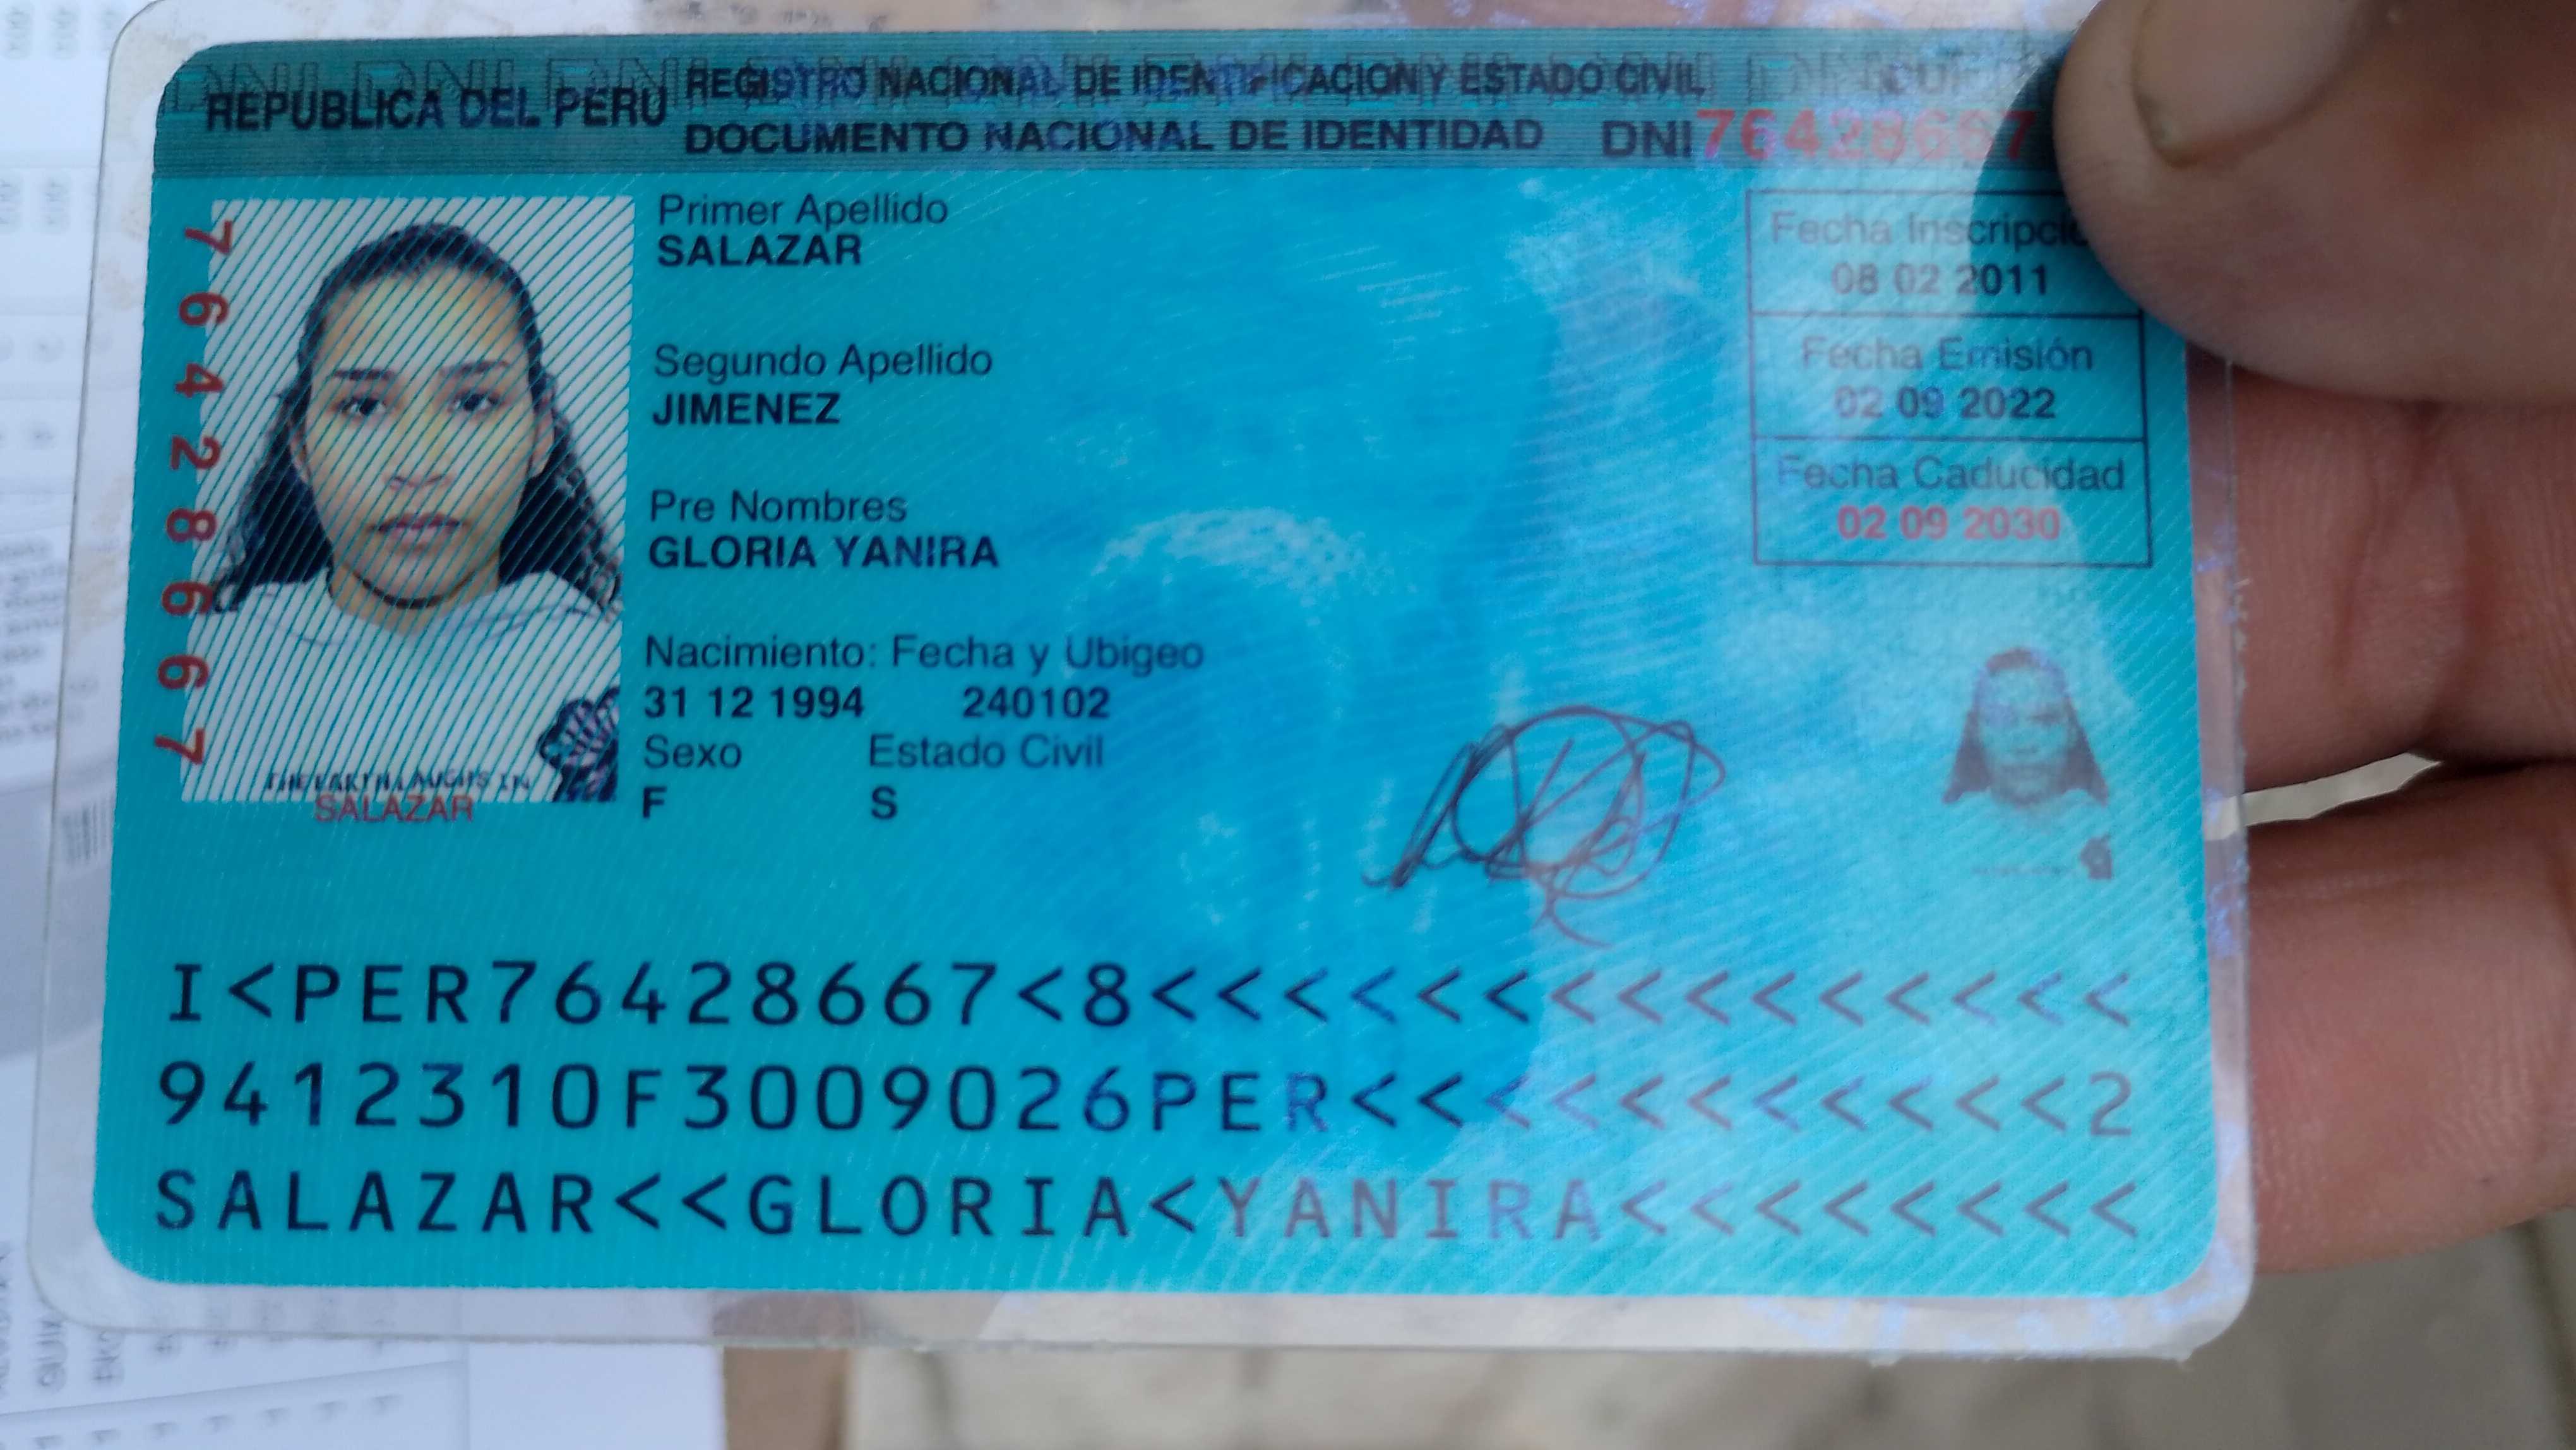 REPUBLICA DEL PERU
REGISTRO NACIONAL DE IDENTIFICACION Y ESTADO CIVIL
DOCUMENTO NACIONAL DE IDENTIDAD DNI 76428667
76428667
SALAZAR
Primer Apellido
SALAZAR
Segundo Apellido
JIMENEZ
Pre Nombres
GLORIA YANIRA
Nacimiento: Fecha y Ubigeo
31 12 1994 240102
Sexo Estado Civil
F S
Fecha
08 02 2011
Fecha Emisión
02 09 2022
Fecha Caducidad
02 09 2030
I<PER76428667<8<<<<<<<<<<<<<<<
9412310F3009026PER<<<<<<<<<<<2
SALAZAR<<GLORIA<YANIRA<<<<<<<<